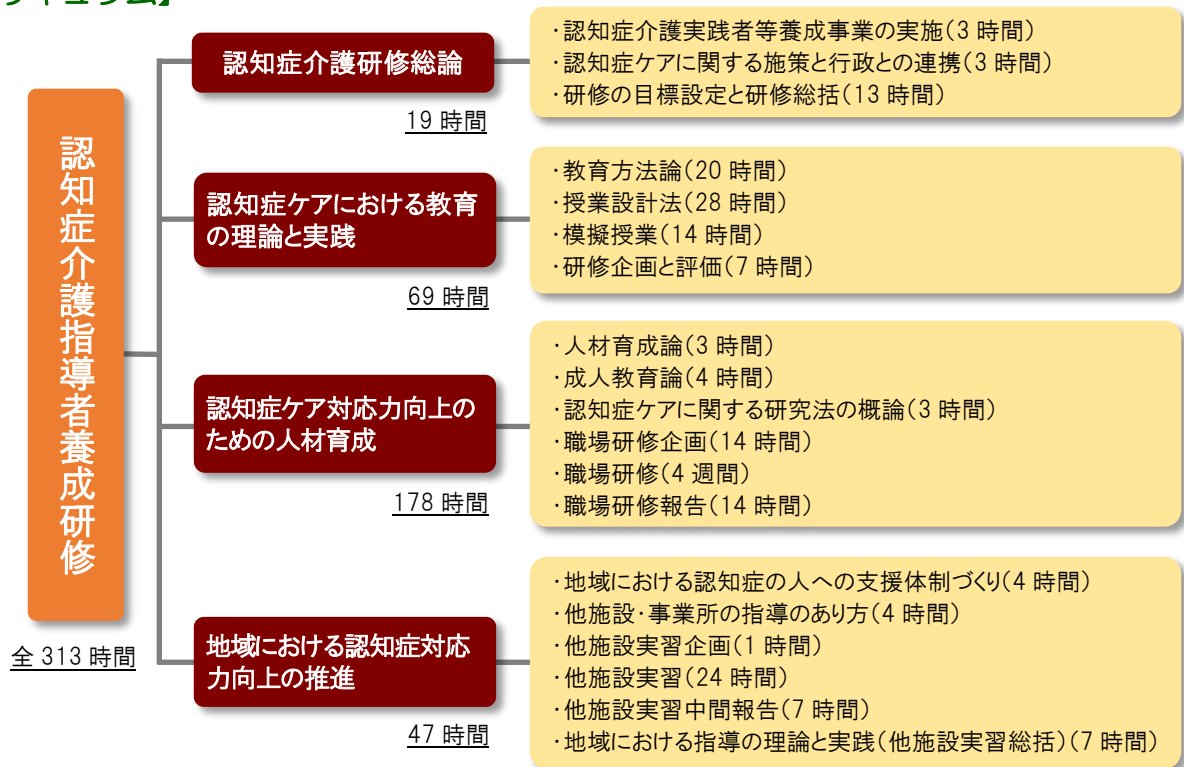 認知症介護指導者養成研修
全 313 時間
認知症介護研修総論
19 時間
・認知症介護実践者等養成事業の実施(3 時間)
・認知症ケアに関する施策と行政との連携(3 時間)
・研修の目標設定と研修総括(13 時間)
認知症ケアにおける教育
の理論と実践
69 時間
・教育方法論(20 時間)
・授業設計法(28 時間)
・模擬授業(14 時間)
・研修企画と評価(7 時間)
認知症ケア対応力向上の
ための人材育成
178 時間
・人材育成論(3 時間)
・成人教育論(4 時間)
・認知症ケアに関する研究法の概論(3 時間)
・職場研修企画(14 時間)
・職場研修(4 週間)
・職場研修報告(14 時間)
地域における認知症対応
力向上の推進
47 時間
・地域における認知症の人への支援体制づくり(4 時間)
・他施設・事業所の指導のあり方(4 時間)
・他施設実習企画(1 時間)
・他施設実習(24 時間)
・他施設実習中間報告(7 時間)
・地域における指導の理論と実践(他施設実習総括)(7 時間)